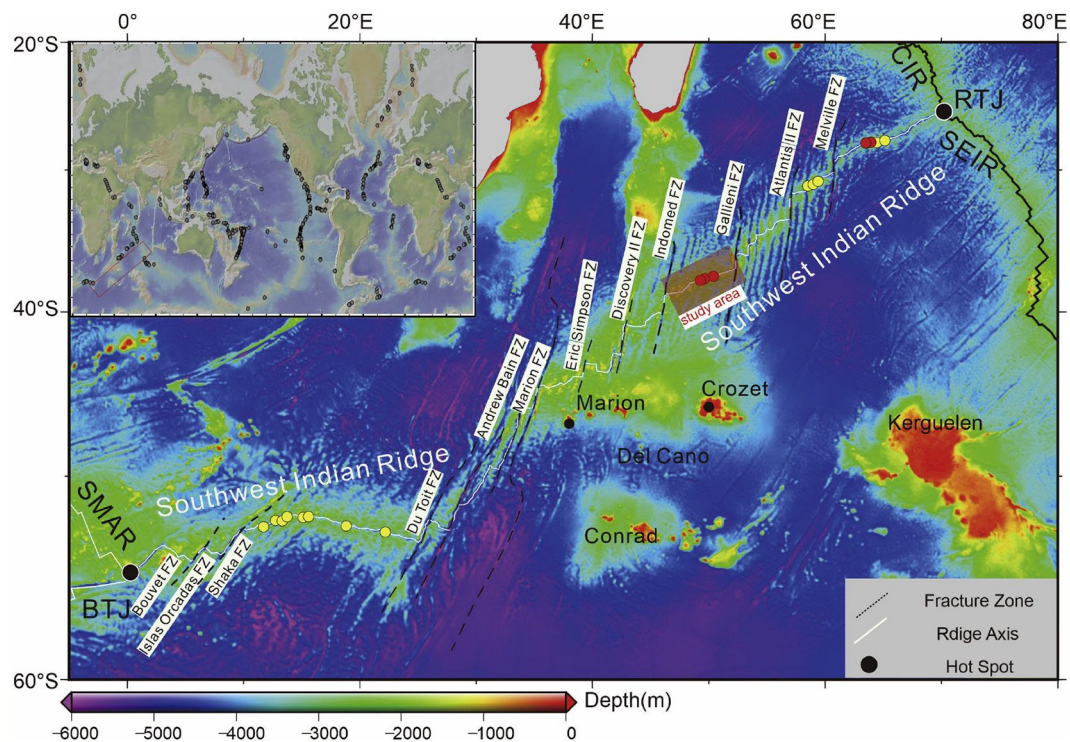 0°
20°E
40°E
60°E
80°E
20°S
40°S
60°S
CIR
RTJ
SEIR
Melville FZ
Atlantis II FZ
Gallieni FZ
Indomed FZ
Discovery II FZ
Eric Simpson FZ
Marion FZ
Andrew Bain FZ
Du Toit FZ
Shaka FZ
Islas Orcadas FZ
Bouvet FZ
study area
Southwest Indian Ridge
Southwest Indian Ridge
Marion
Crozet
Del Cano
Kerguelen
Conrad
SMAR
BTJ
Fracture Zone
Rdige Axis
Hot Spot
Depth(m)
−6000 −5000 −4000 −3000 −2000 −1000 0